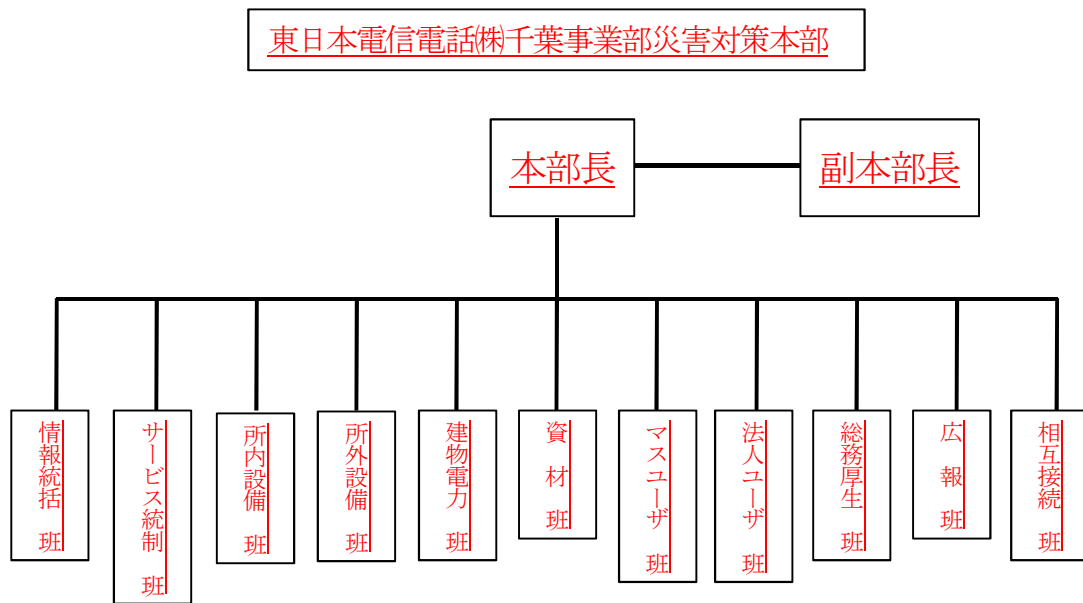 東日本電信電話㈱千葉事業部災害対策本部
本部長
副本部長
情報統括　班
サービス統制　班
所内設備　班
所外設備　班
建物電力　班
資　材　班
マスユーザ　班
法人ユーザ　班
総務厚生　班
広　報　班
相互接続　班